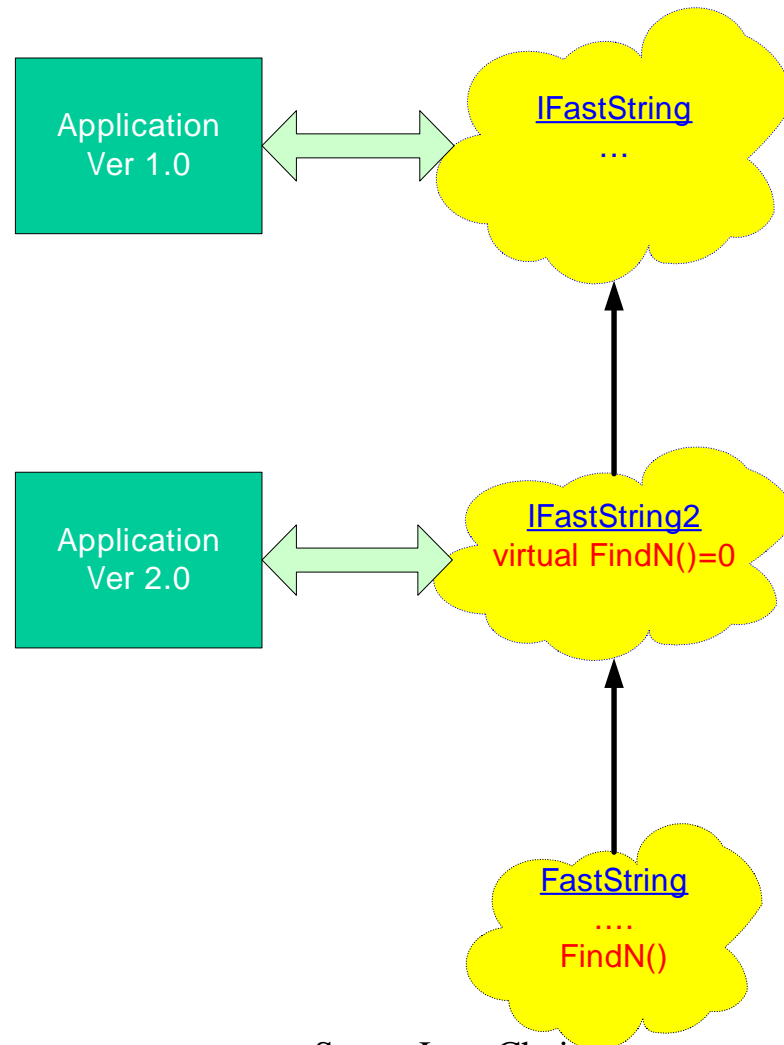 Application
Ver 1.0
IFastString
...
Application
Ver 2.0
IFastString2
virtual FindN()=0
FastString
....
FindN()